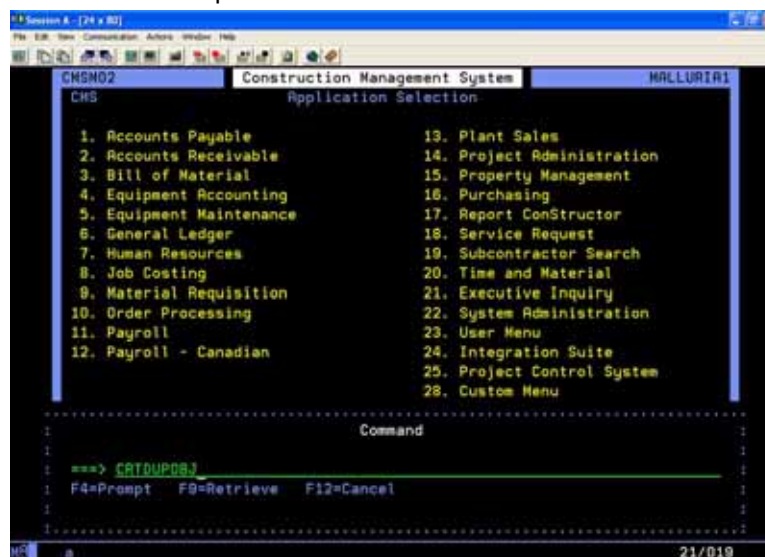 Session A - [24 x 80]
File Edit View Communication Actions Window Help
CMSM02 Construction Management System MALLURIA1
CMS Application Selection
1. Accounts Payable 13. Plant Sales
2. Accounts Receivable 14. Project Administration
3. Bill of Material 15. Property Management
4. Equipment Accounting 16. Purchasing
5. Equipment Maintenance 17. Report ConStructor
6. General Ledger 18. Service Request
7. Human Resources 19. Subcontractor Search
8. Job Costing 20. Time and Material
9. Material Requisition 21. Executive Inquiry
10. Order Processing 22. System Administration
11. Payroll 23. User Menu
12. Payroll - Canadian 24. Integration Suite
25. Project Control System
28. Custom Menu
Command
===> CRTDUPOBJ
F4=Prompt F9=Retrieve F12=Cancel
MA a 21/019